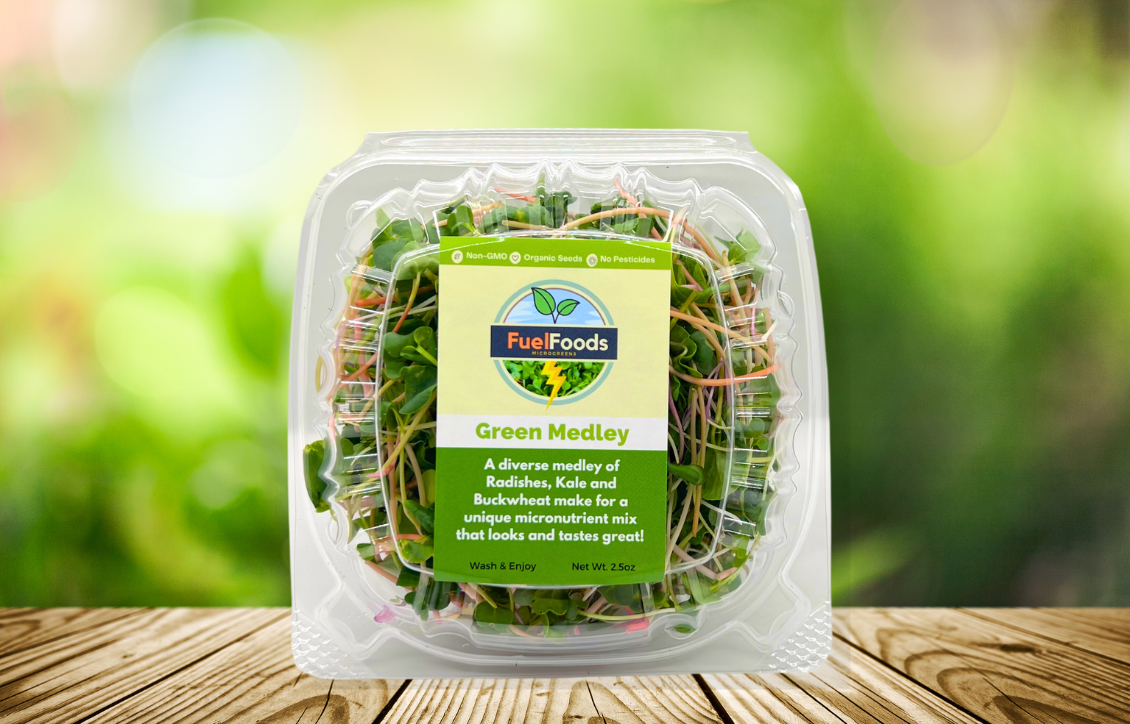 Non-GMO Organic Seeds No Pesticides
FuelFoods
MICROGREENS
Green Medley
A diverse medley of
Radishes, Kale and
Buckwheat make for a
unique micronutrient mix
that looks and tastes great!
Wash & Enjoy Net Wt. 2.5oz